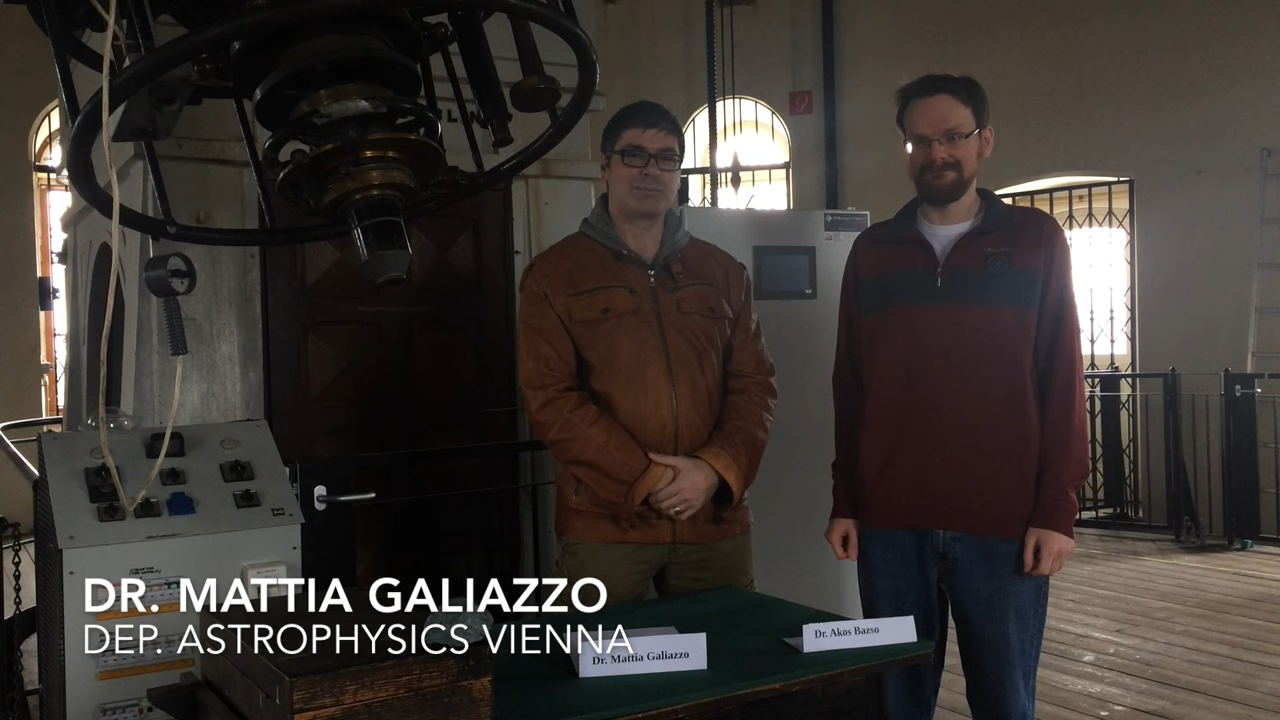 DR. MATTIA GALIAZZO
DEP. ASTROPHYSICS VIENNA
Dr. Mattia Galiazzo
Dr. Akos Bazso